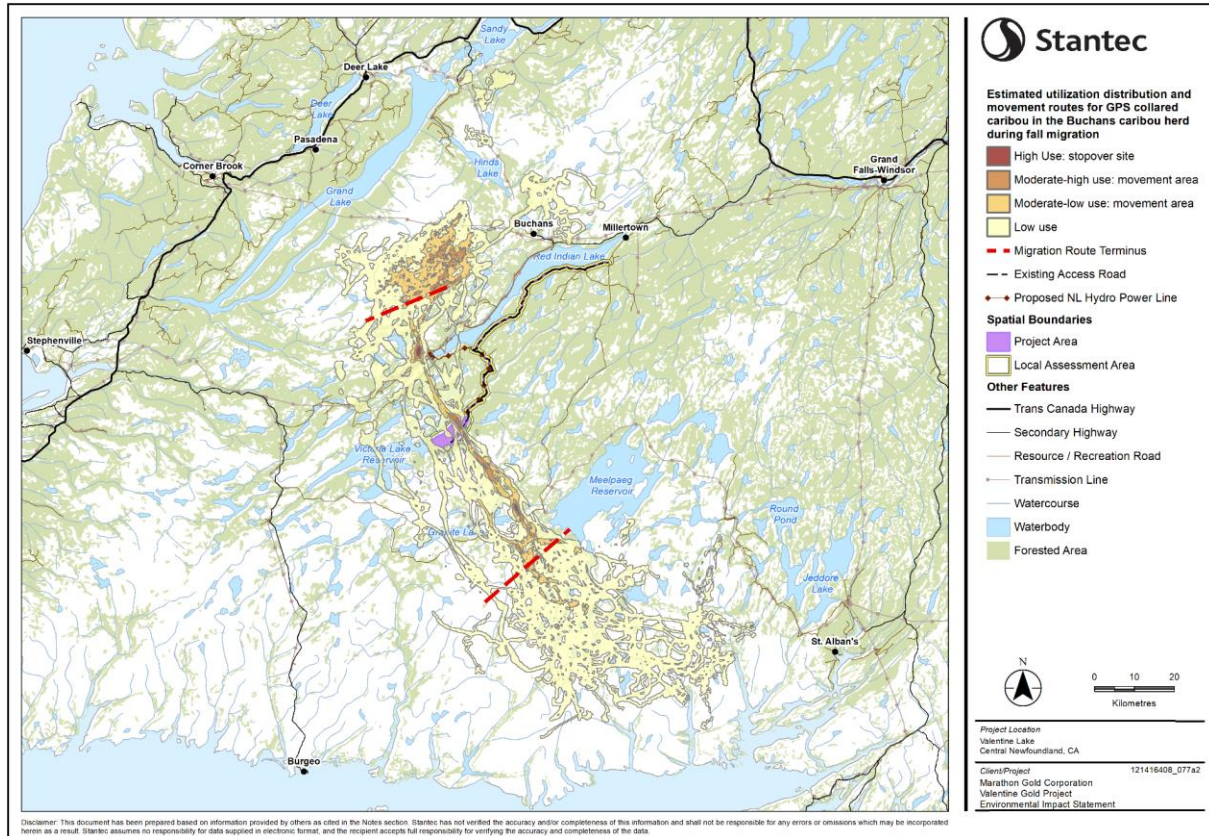 Sandy
Lake
Deer Lake
Deer
Lake
Pasadena
Corner Brook
Grand
Lake
Hinds
Lake
Grand
Falls-Windsor
Buchans
Millertown
Red Indian Lake
Stephenville
Victoria Lake
Reservoir
Meelpaeg
Reservoir
Round
Pond
Granite La
Jeddore
Lake
St. Alban's
Burgeo
Stantec
Estimated utilization distribution and
movement routes for GPS collared
caribou in the Buchans caribou herd
during fall migration
High Use: stopover site
Moderate-high use: movement area
Moderate-low use: movement area
Low use
Migration Route Terminus
Existing Access Road
Proposed NL Hydro Power Line
Spatial Boundaries
Project Area
Local Assessment Area
Other Features
Trans Canada Highway
Secondary Highway
Resource / Recreation Road
Transmission Line
Watercourse
Waterbody
Forested Area
N
0 10 20
Kilometres
Project Location
Valentine Lake
Central Newfoundland, CA
Client/Project 121416408_077a2
Marathon Gold Corporation
Valentine Gold Project
Environmental Impact Statement
Disclaimer: This document has been prepared based on information provided by others as cited in the Notes section. Stantec has not verified the accuracy and/or completeness of this information and shall not be responsible for any errors or omissions which may be incorporated
herein as a result. Stantec assumes no responsibility for data supplied in electronic format, and the recipient accepts full responsibility for verifying the accuracy and completeness of the data.